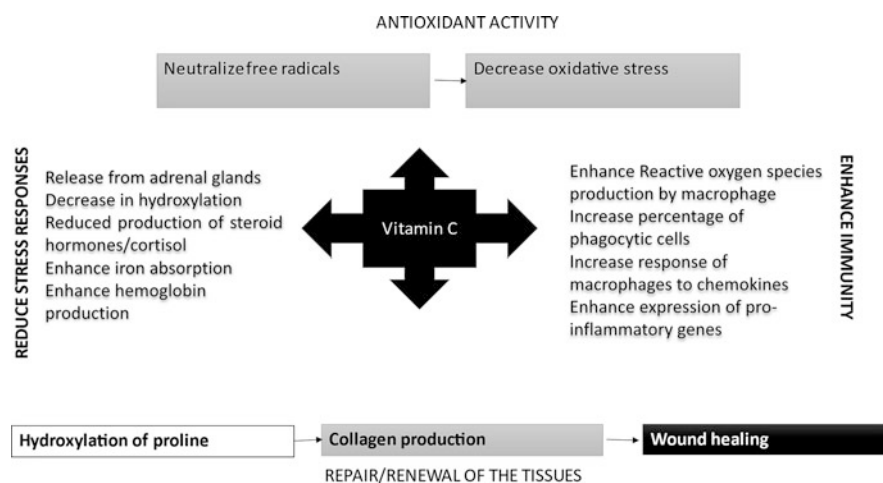 ANTIOXIDANT ACTIVITY
Neutralize free radicals
Decrease oxidative stress
REDUCE STRESS RESPONSES
Release from adrenal glands
Decrease in hydroxylation
Reduced production of steroid
hormones/cortisol
Enhance iron absorption
Enhance hemoglobin
production
Vitamin C
Enhance Reactive oxygen species
production by macrophage
Increase percentage of
phagocytic cells
Increase response of
macrophages to chemokines
Enhance expression of pro-
inflammatory genes
ENHANCE IMMUNITY
Hydroxylation of proline
Collagen production
Wound healing
REPAIR/RENEWAL OF THE TISSUES